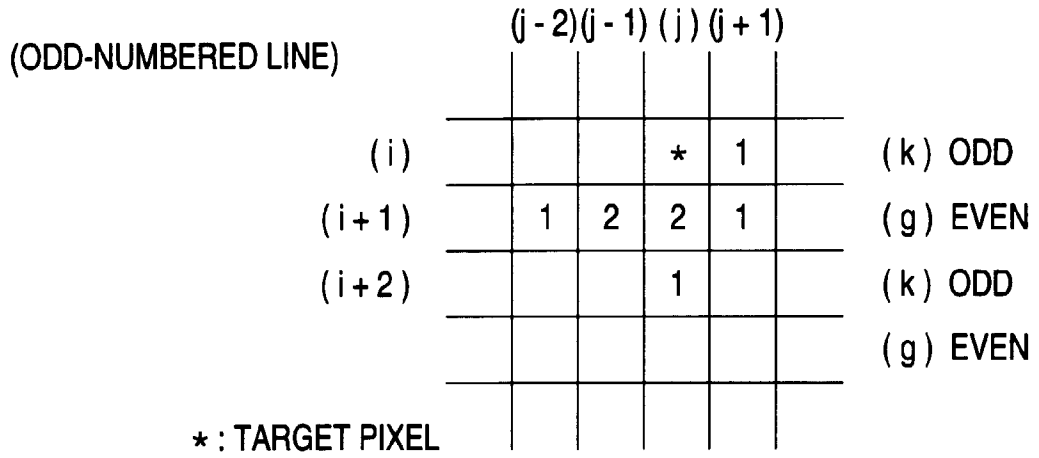 (j - 2)(j - 1) ( j ) (j + 1)
(ODD-NUMBERED LINE)
( i ) * 1 ( k ) ODD
( i + 1 ) 1 2 2 1 ( g ) EVEN
( i + 2 ) 1 ( k ) ODD
( g ) EVEN
* : TARGET PIXEL